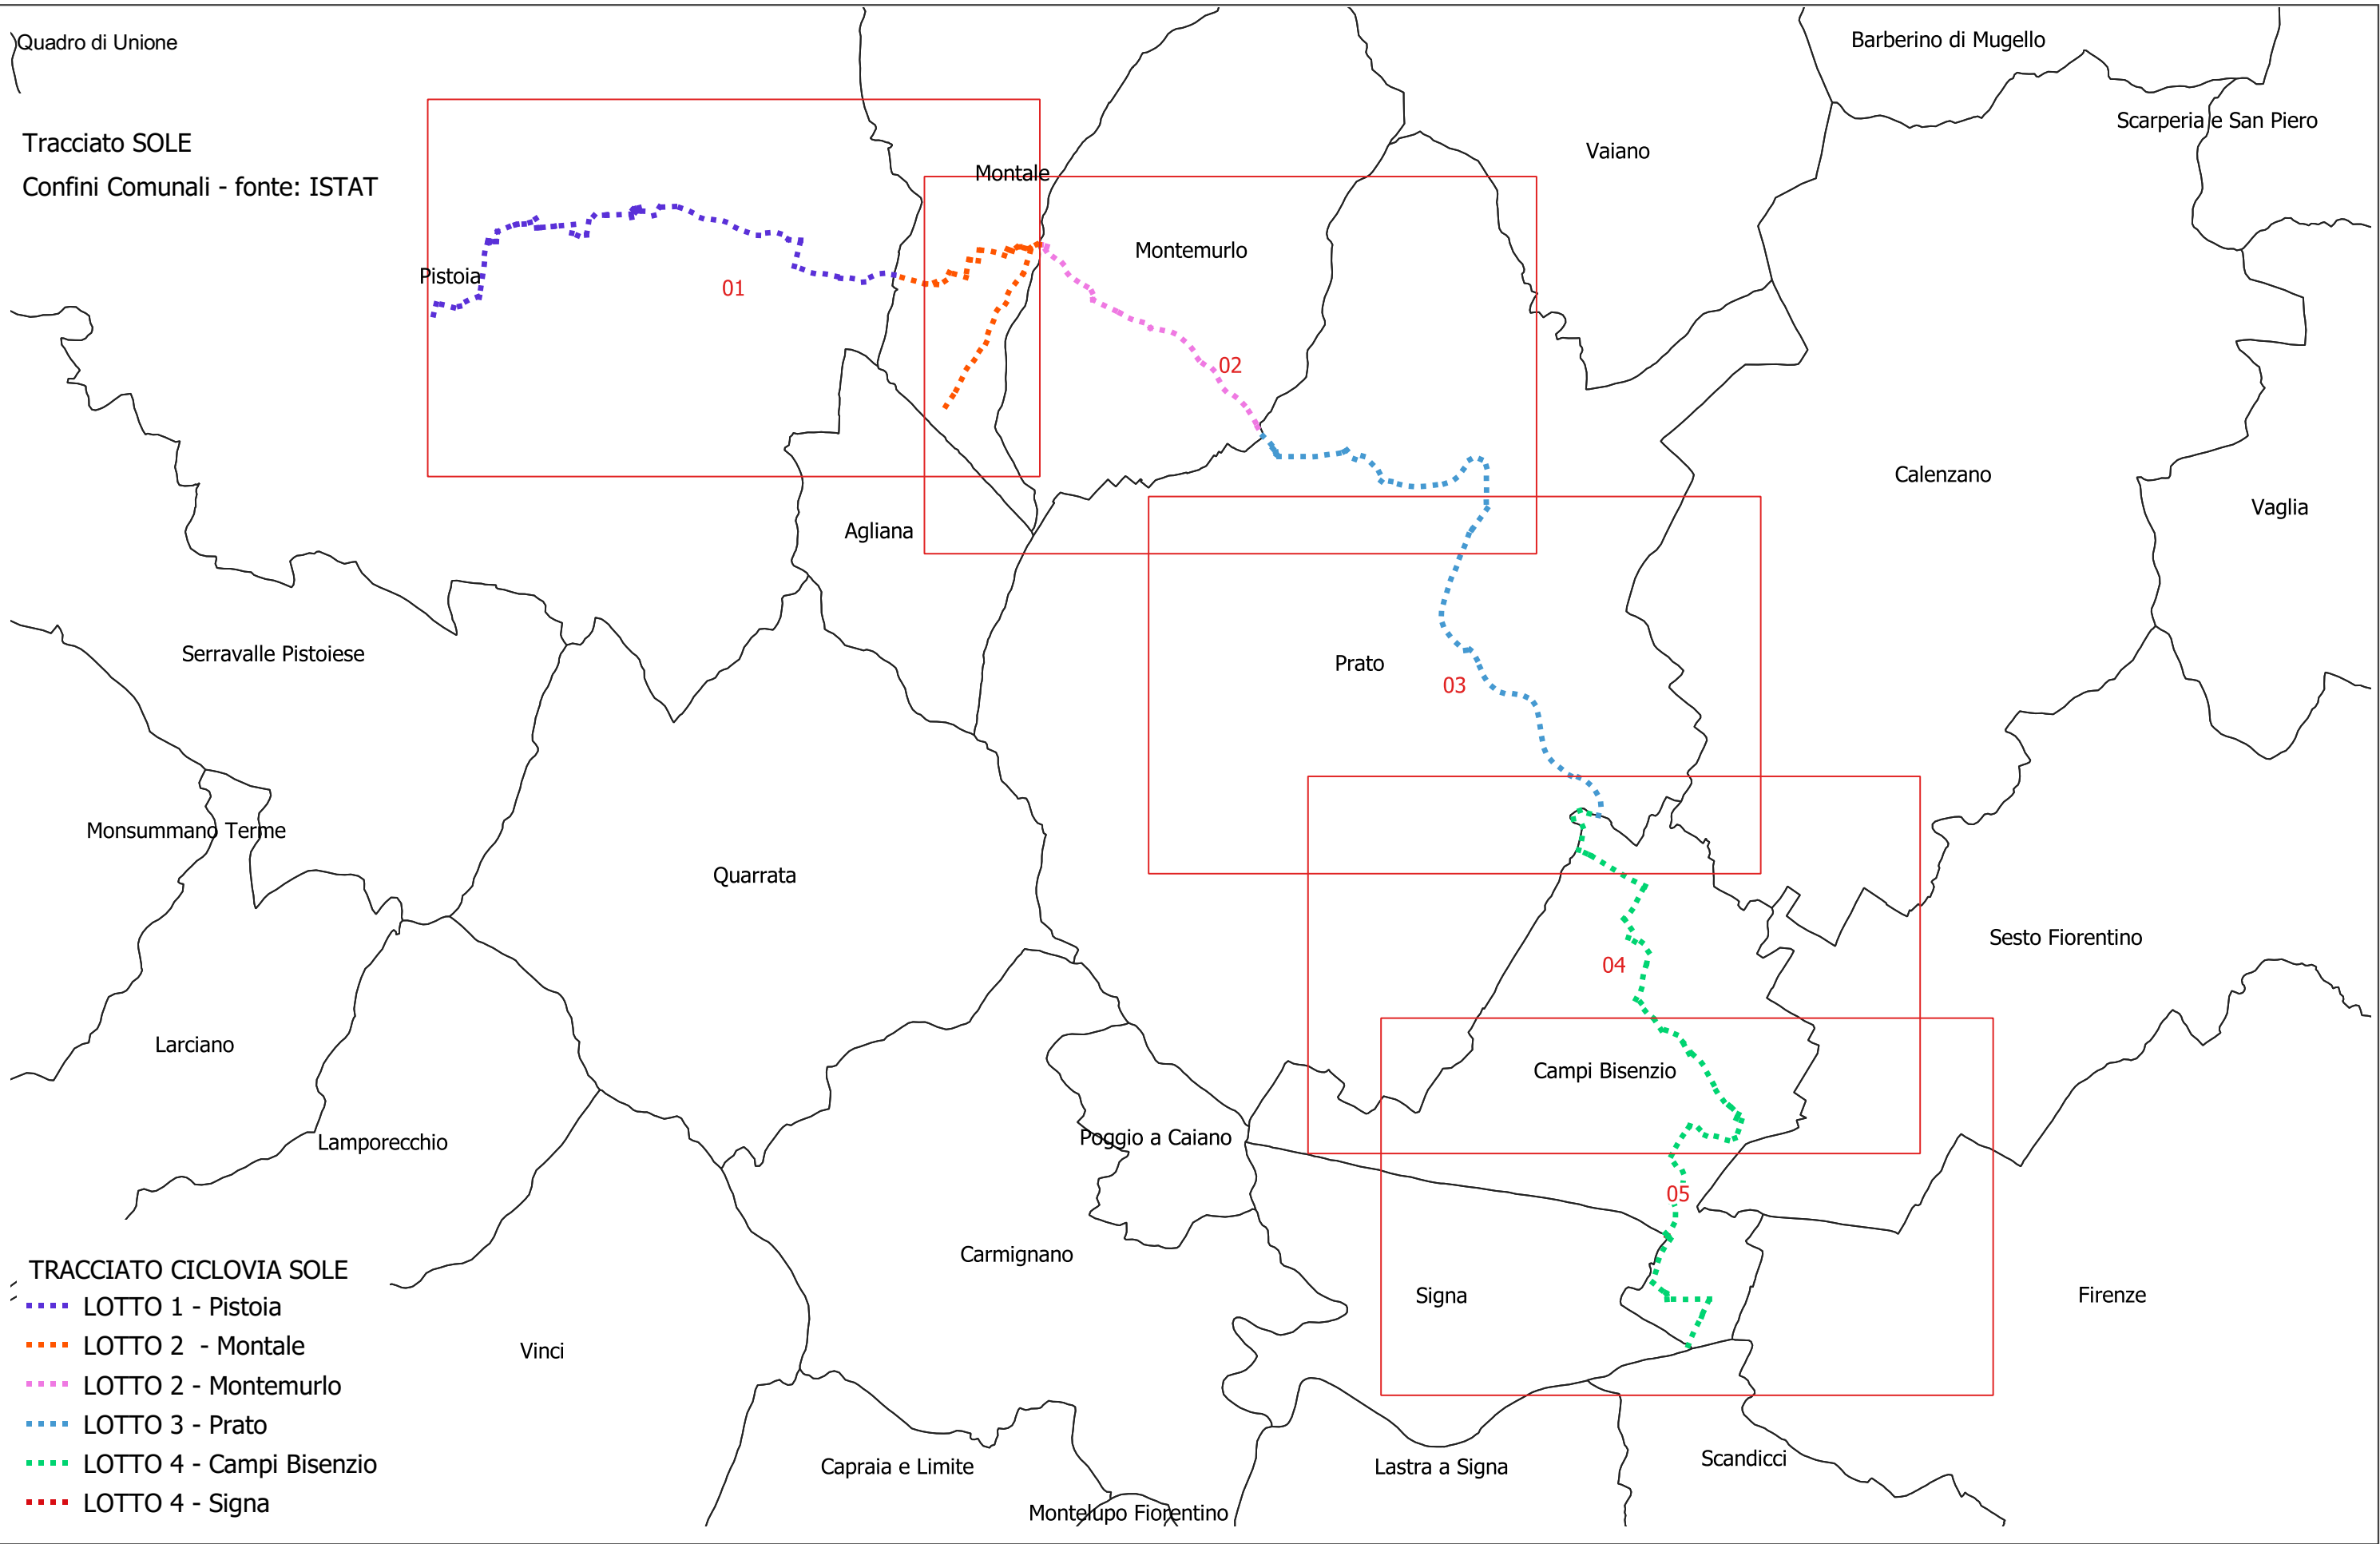 Quadro di Unione
Barberino di Mugello
Scarperia e San Piero
Tracciato SOLE
Vaiano
Montale
Confini Comunali - fonte: ISTAT
Montemurlo
Pistoia
01
02
Calenzano
Vaglia
Agliana
Serravalle Pistoiese
Prato
03
Monsummano Terme
Quarrata
Sesto Fiorentino
04
Larciano
Campi Bisenzio
Lamporecchio
Poggio a Caiano
05
Carmignano
Signa
Firenze
Vinci
Capraia e Limite
Lastra a Signa
Scandicci
Montelupo Fiorentino
TRACCIATO CICLOVIA SOLE
LOTTO 1 - Pistoia
LOTTO 2  - Montale
LOTTO 2 - Montemurlo
LOTTO 3 - Prato
LOTTO 4 - Campi Bisenzio
LOTTO 4 - Signa